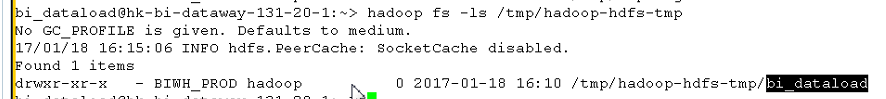 bi_dataload@hk-bi-dataway-131-20-1:~> hadoop fs -ls /tmp/hadoop-hdfs-tmp
No GC_PROFILE is given. Defaults to medium.
17/01/18 16:15:06 INFO hdfs.PeerCache: SocketCache disabled.
Found 1 items
drwxr-xr-x   - BIWH_PROD hadoop          0 2017-01-18 16:10 /tmp/hadoop-hdfs-tmp/bi_dataload